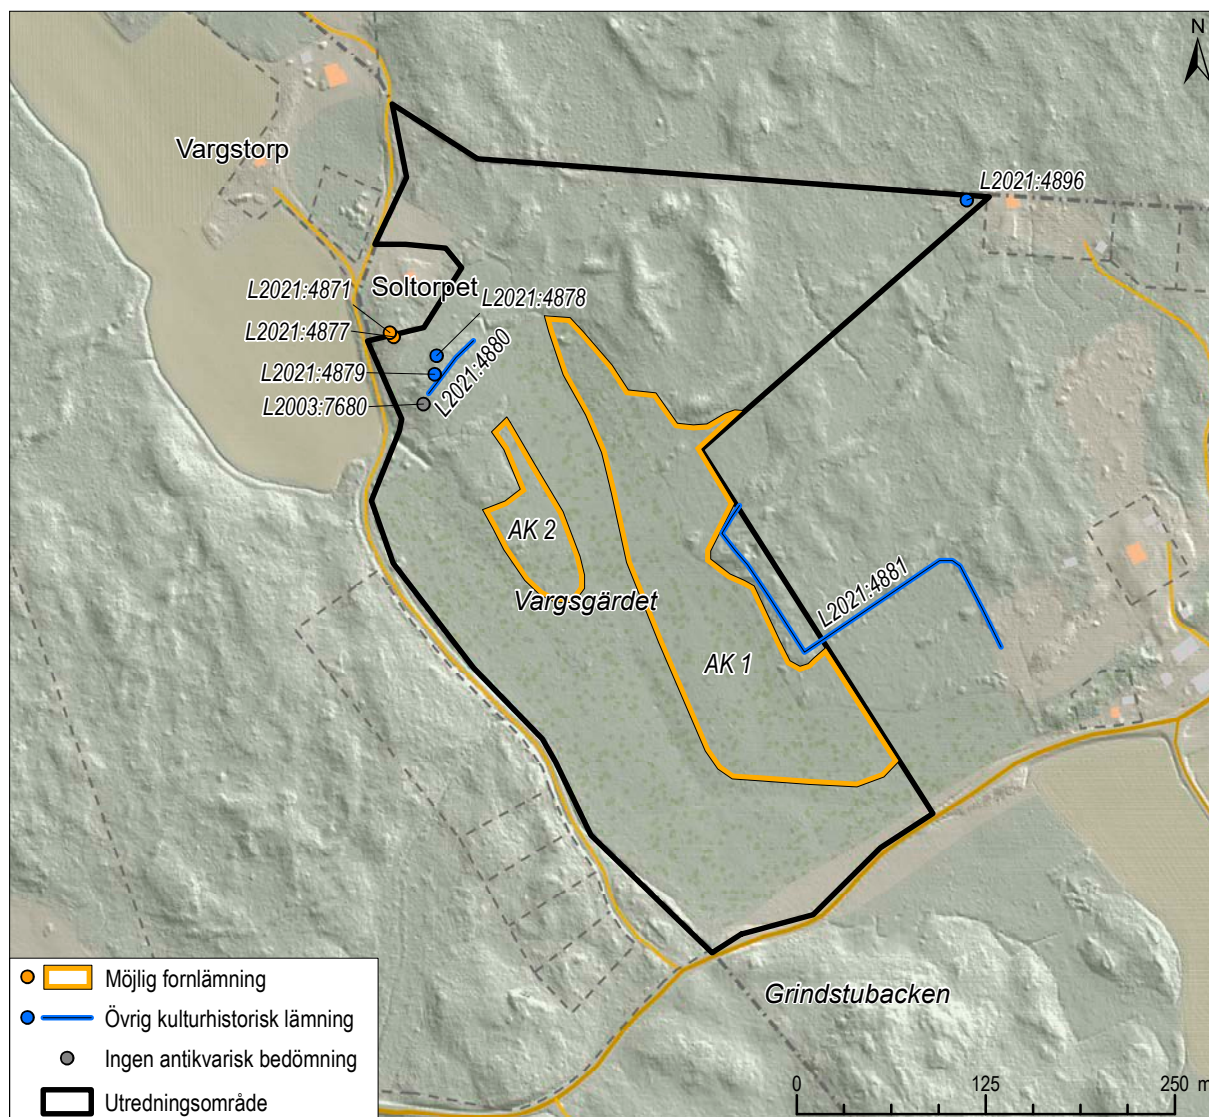 N
Vargstorp
L2021:4896
L2021:4871
Soltorpet
L2021:4878
L2021:4877
L2021:4879
L2021:4880
L2003:7680
AK 2
Vargsgärdet
L2021:4881
AK 1
Grindstubacken
Möjlig fornlämning
Övrig kulturhistorisk lämning
Ingen antikvarisk bedömning
Utredningsområde
0 125 250 m